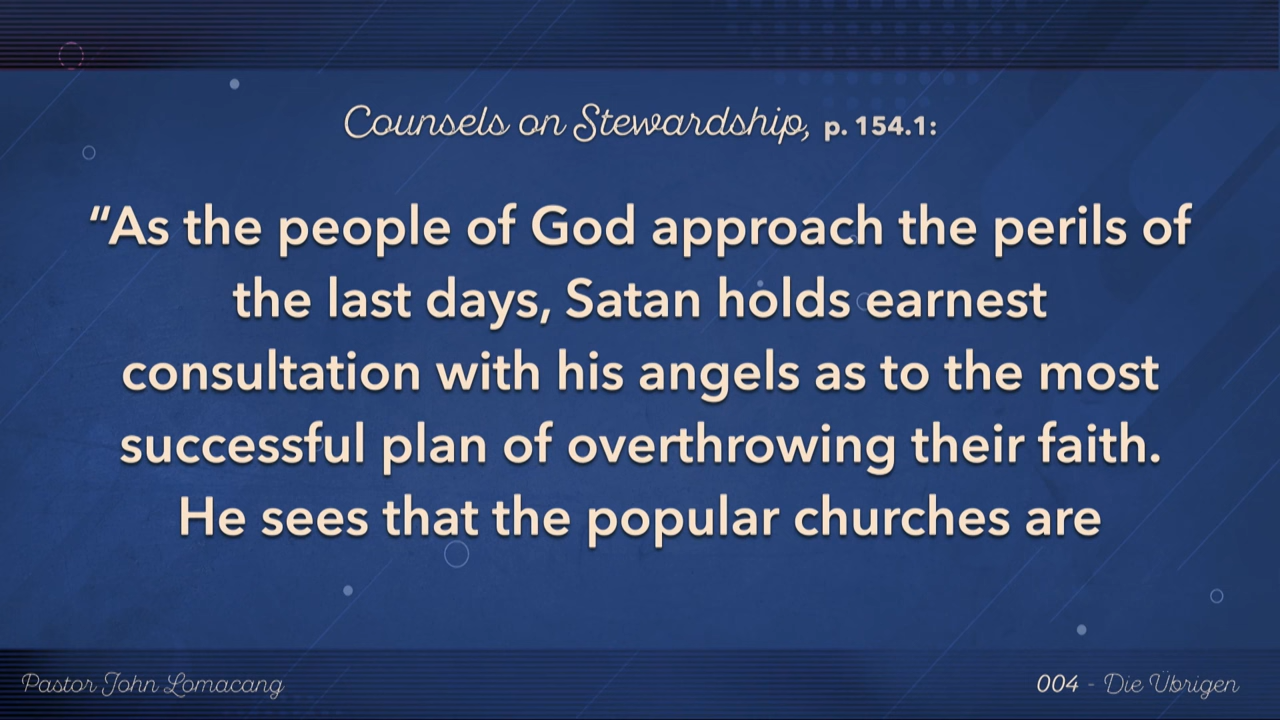 Counsels on Stewardship, p. 154.1:
“As the people of God approach the perils of
the last days, Satan holds earnest
consultation with his angels as to the most
successful plan of overthrowing their faith.
He sees that the popular churches are
Pastor John Lomacang
004 - Die Übrigen